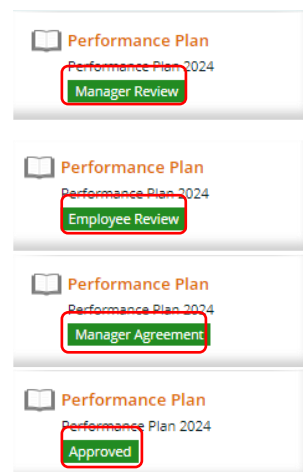 Performance Plan
Performance Plan 2024
Manager Review
Performance Plan
Performance Plan 2024
Employee Review
Performance Plan
Performance Plan 2024
Manager Agreement
Performance Plan
Performance Plan 2024
Approved